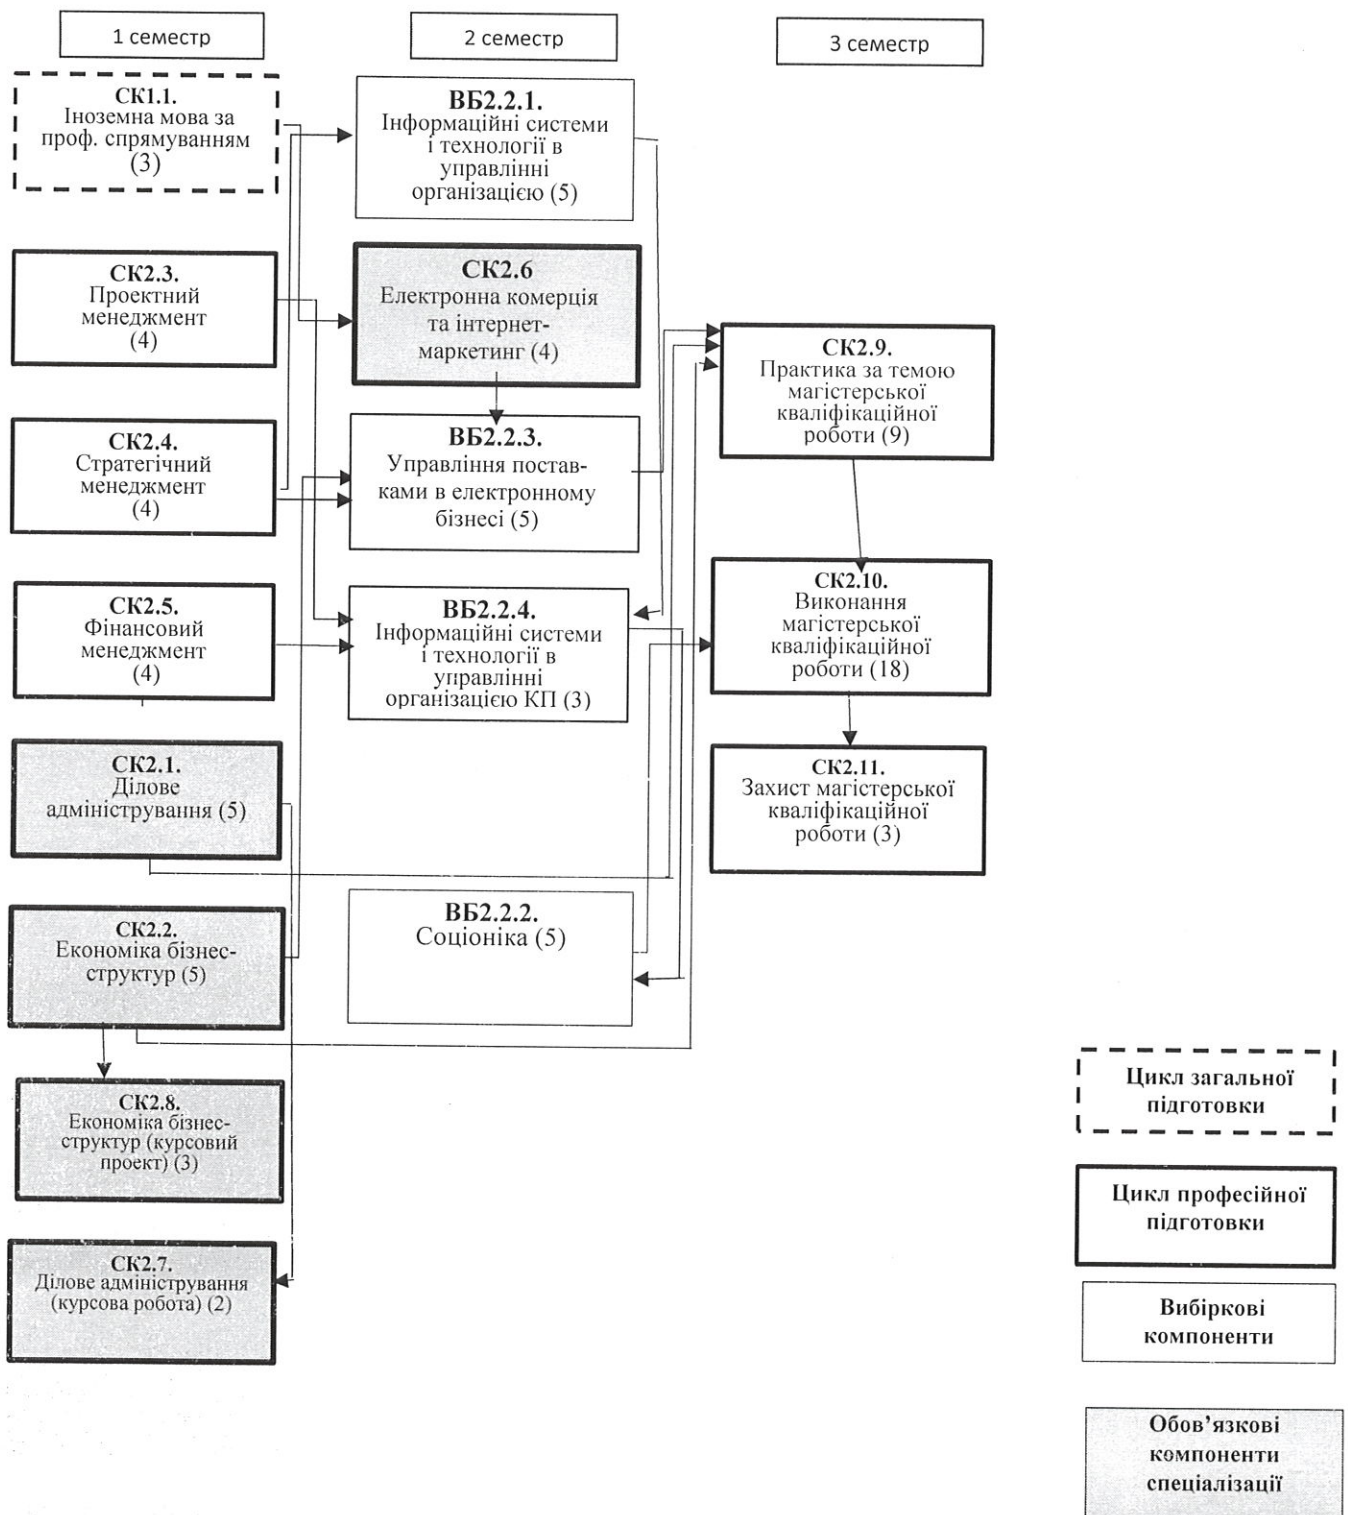 1 семестр
2 семестр
3 семестр
СК1.1.
Іноземна мова за
проф. спрямуванням
(3)
СК2.3.
Проектний
менеджмент
(4)
СК2.4.
Стратегічний
менеджмент
(4)
СК2.5.
Фінансовий
менеджмент
(4)
СК2.1.
Ділове
адміністрування (5)
СК2.2.
Економіка бізнес-
структур (5)
СК2.8.
Економіка бізнес-
структур (курсовий
проект) (3)
СК2.7.
Ділове адміністрування
(курсова робота) (2)
ВБ2.2.1.
Інформаційні системи
і технології в
управлінні
організацією (5)
СК2.6
Електронна комерція
та інтернет-
маркетинг (4)
ВБ2.2.3.
Управління постав-
ками в електронному
бізнесі (5)
ВБ2.2.4.
Інформаційні системи
і технології в
управлінні
організацією КП (3)
ВБ2.2.2.
Соціоніка (5)
СК2.9.
Практика за темою
магістерської
кваліфікаційної
роботи (9)
СК2.10.
Виконання
магістерської
кваліфікаційної
роботи (18)
СК2.11.
Захист магістерської
кваліфікаційної
роботи (3)
Цикл загальної
підготовки
Цикл професійної
підготовки
Вибіркові
компоненти
Обов’язкові
компоненти
спеціалізації